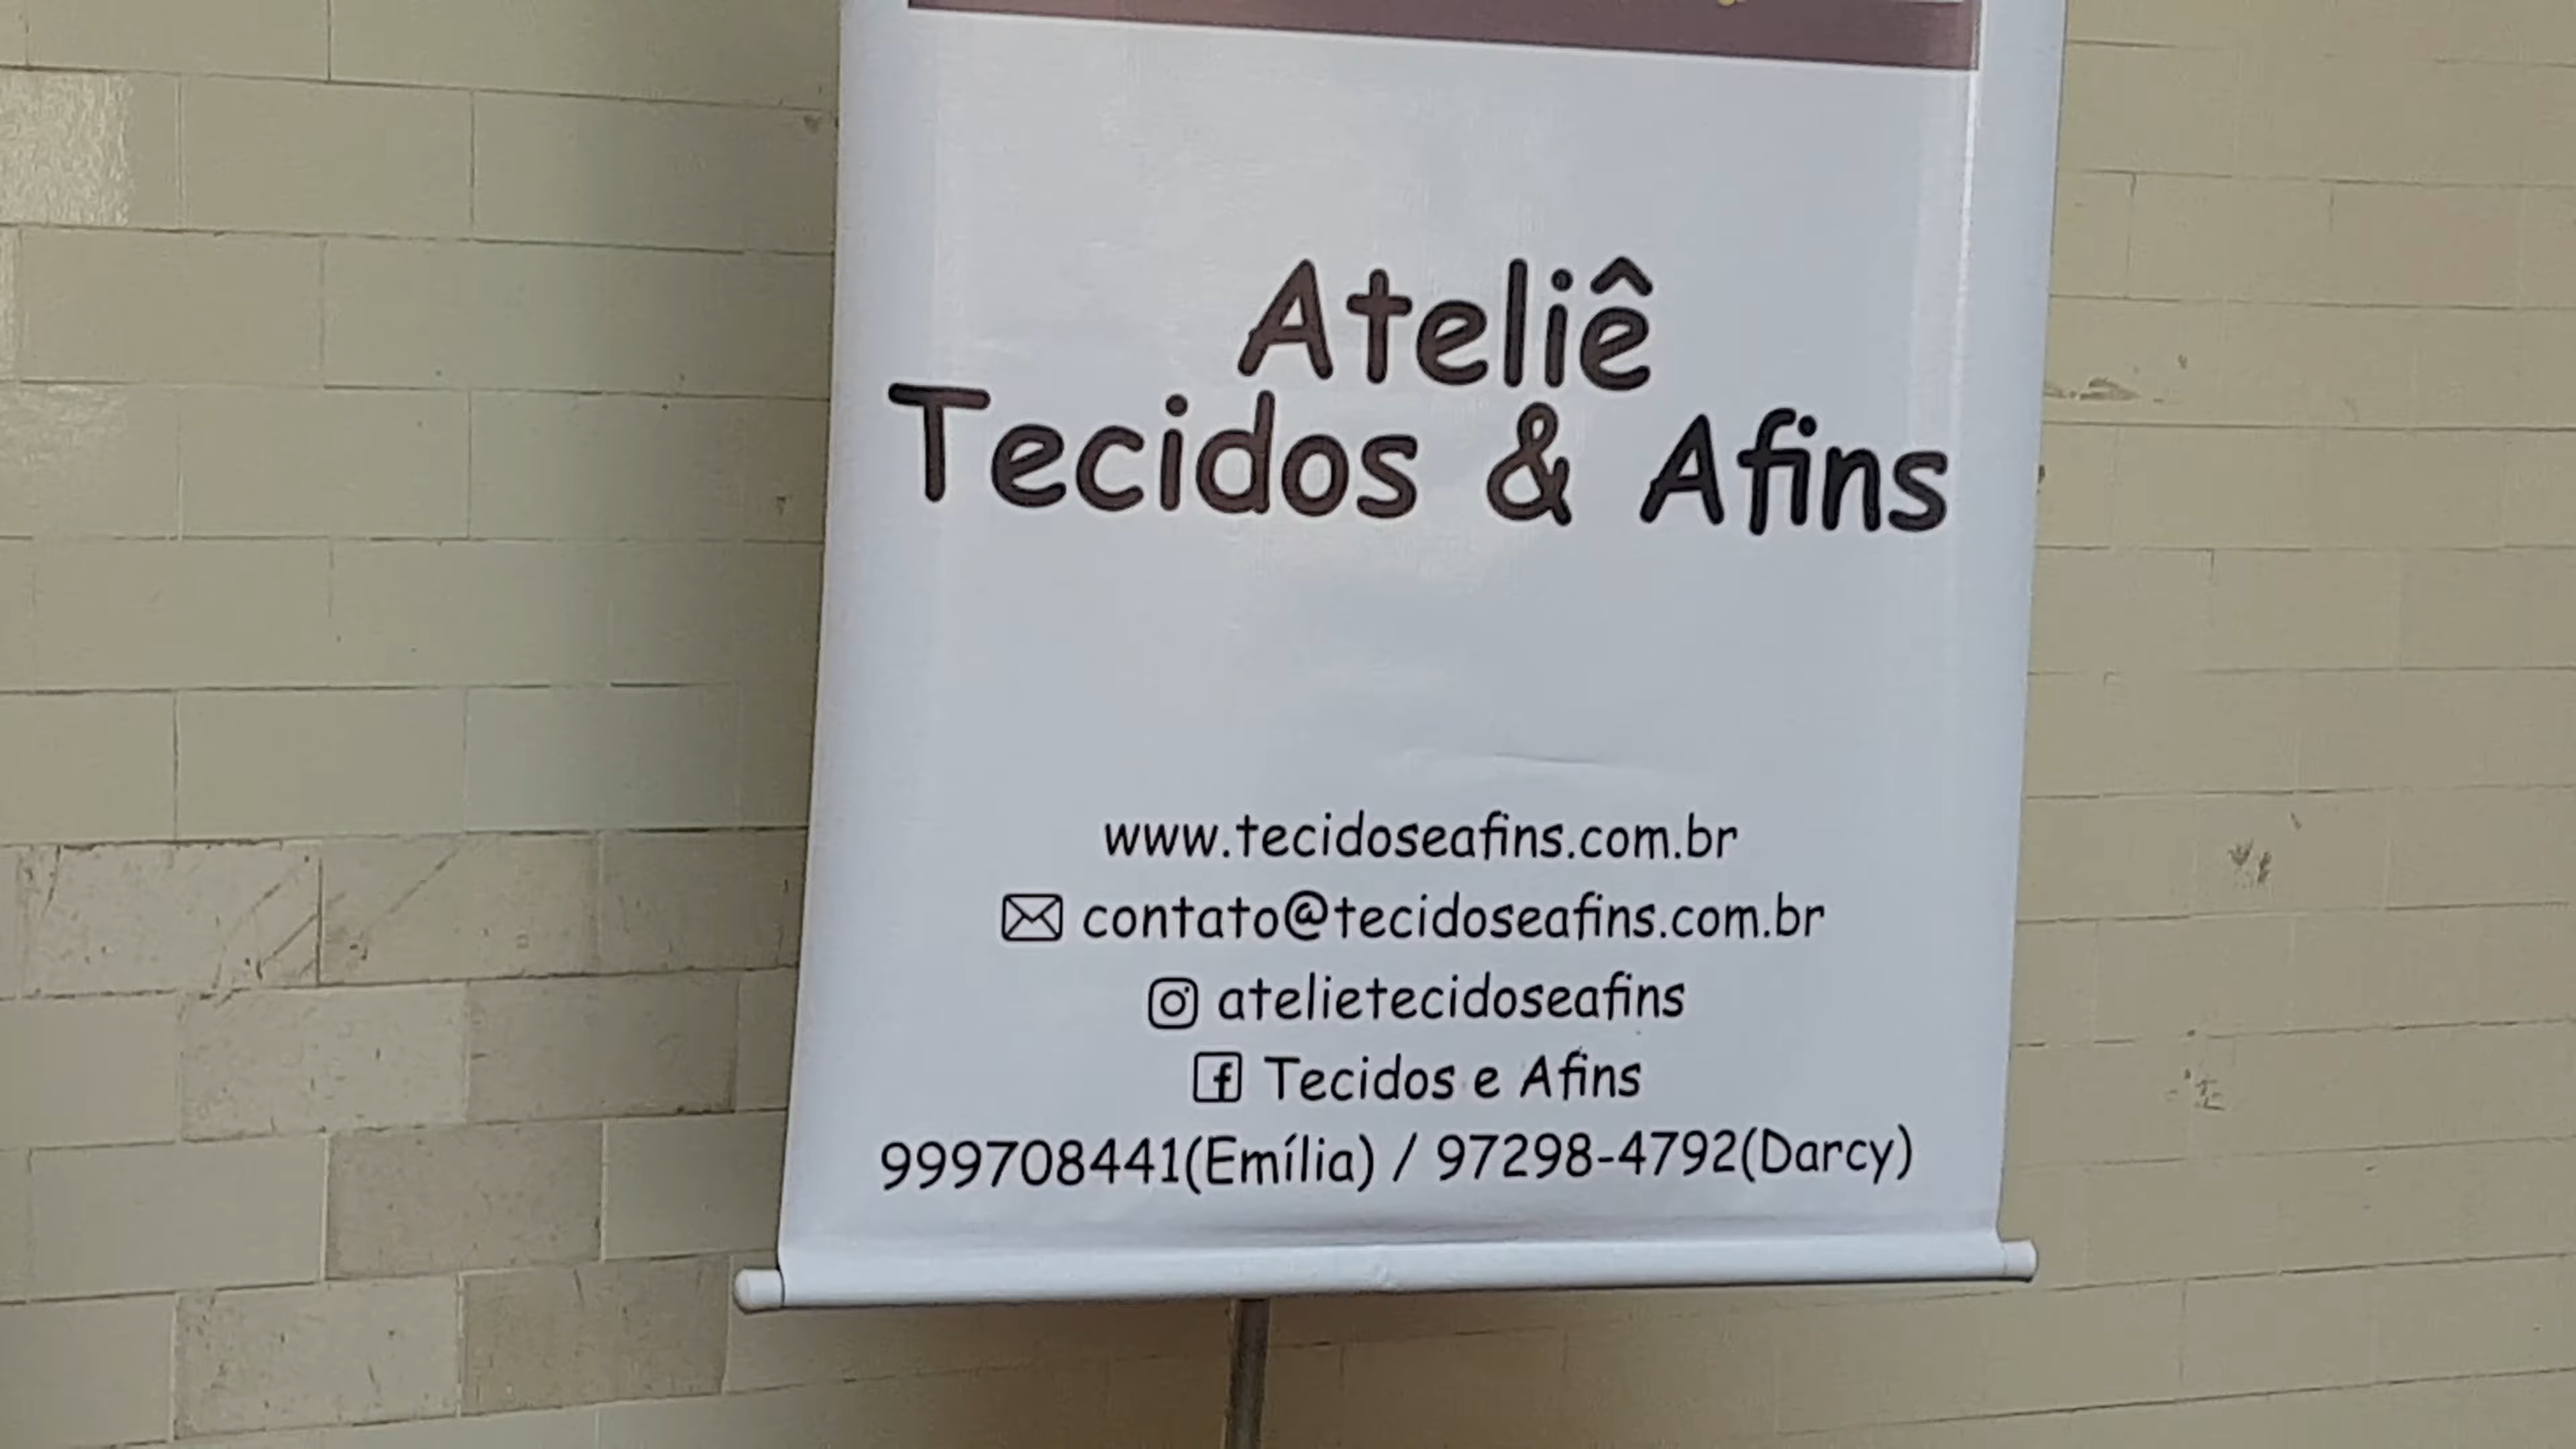 Ateliê
Tecidos & Afins
www.tecidoseafins.com.br
contato@tecidoseafins.com.br
atelietecidoseafins
Tecidos e Afins
999708441(Emília) / 97298-4792(Darcy)